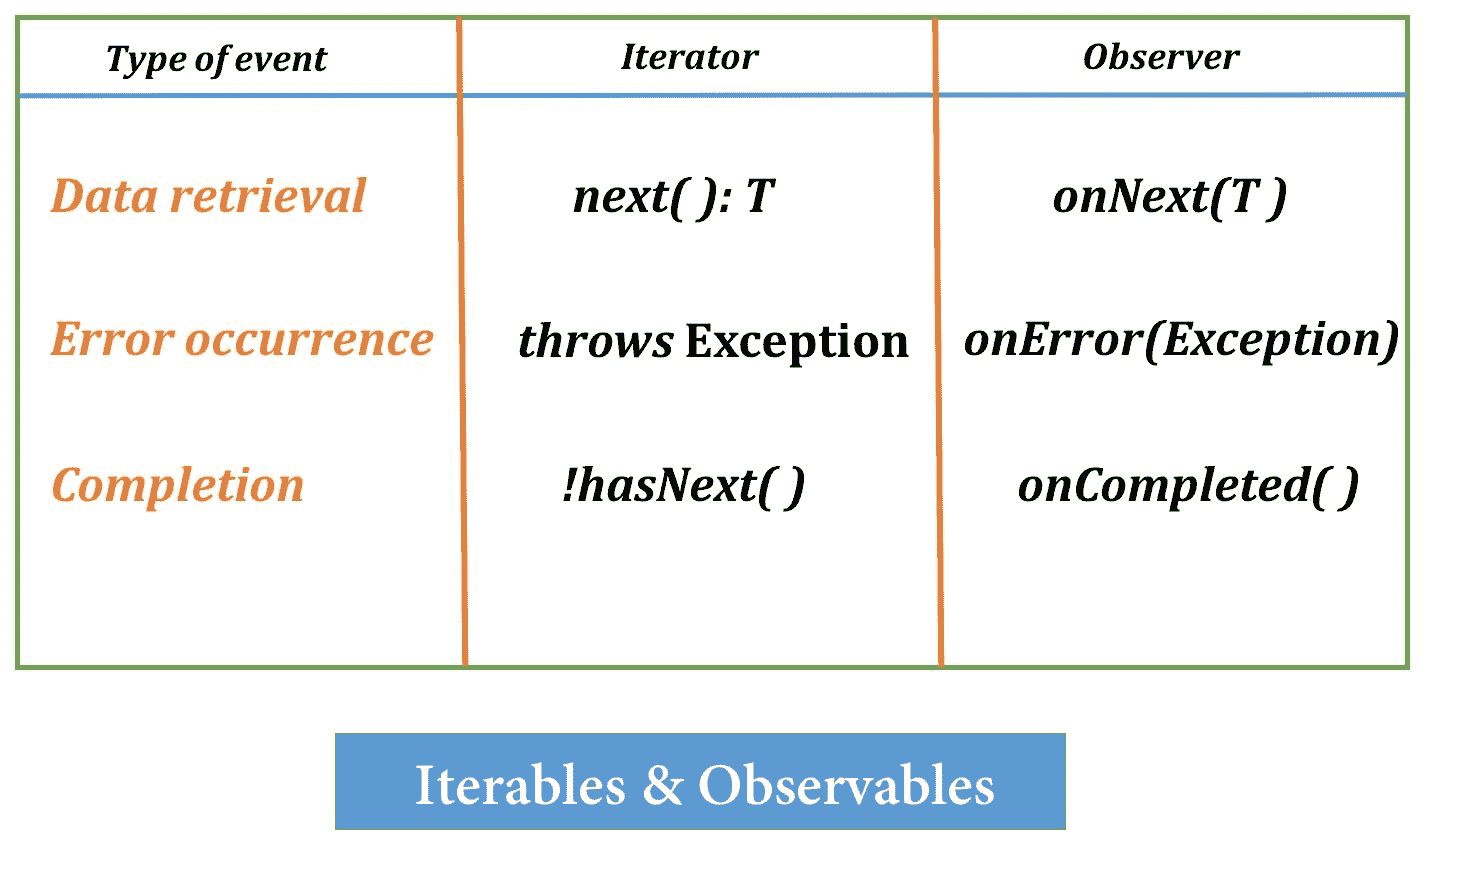 Type of event Iterator Observer
Data retrieval next( ): T onNext(T )
Error occurrence throws Exception onError(Exception)
Completion !hasNext( ) onCompleted( )
Iterables & Observables